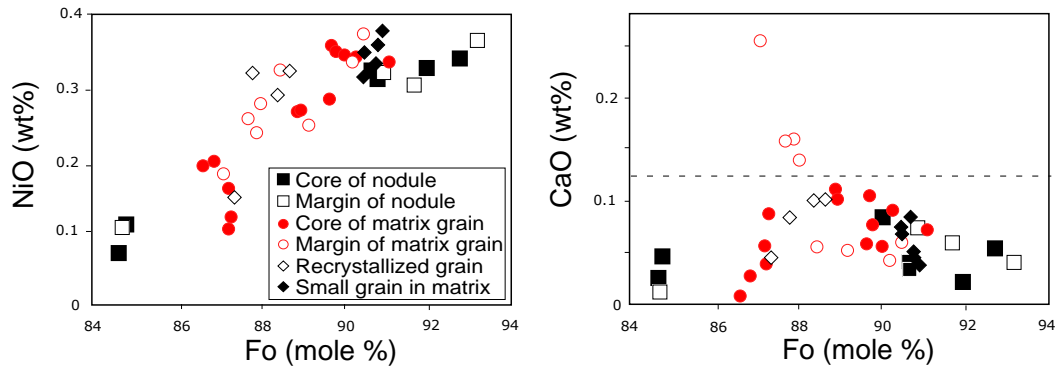 NiO (wt%)
0.4
0.3
0.2
0.1
0
Core of nodule
Margin of nodule
Core of matrix grain
Margin of matrix grain
Recrystallized grain
Small grain in matrix
84
86
88
90
92
94
Fo (mole %)
CaO (wt%)
0.2
0.1
0
84
86
88
90
92
94
Fo (mole %)